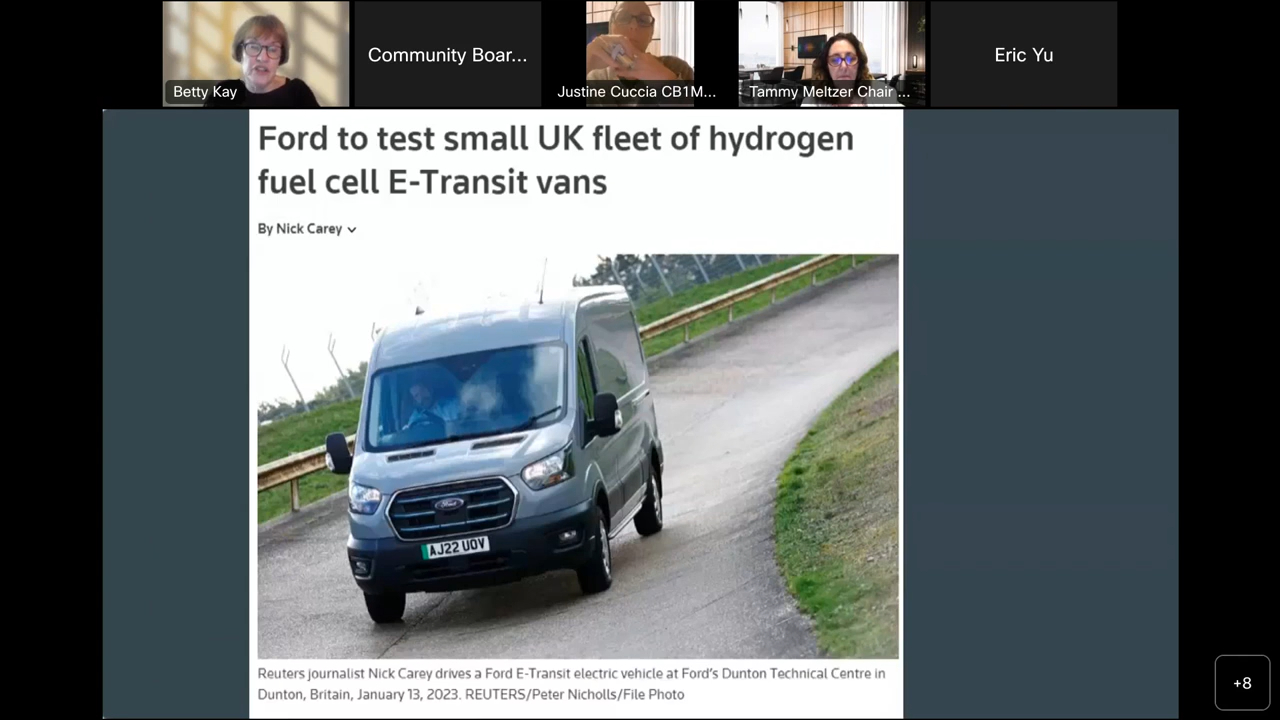 Betty Kay
Community Boar...
Justine Cuccia CB1M...
Tammy Meltzer Chair ...
Eric Yu
Ford to test small UK fleet of hydrogen
fuel cell E-Transit vans
By Nick Carey
Ford
AJ22 UOV
Reuters journalist Nick Carey drives a Ford E-Transit electric vehicle at Ford's Dunton Technical Centre in
Dunton, Britain, January 13, 2023. REUTERS/Peter Nicholls/File Photo
+8